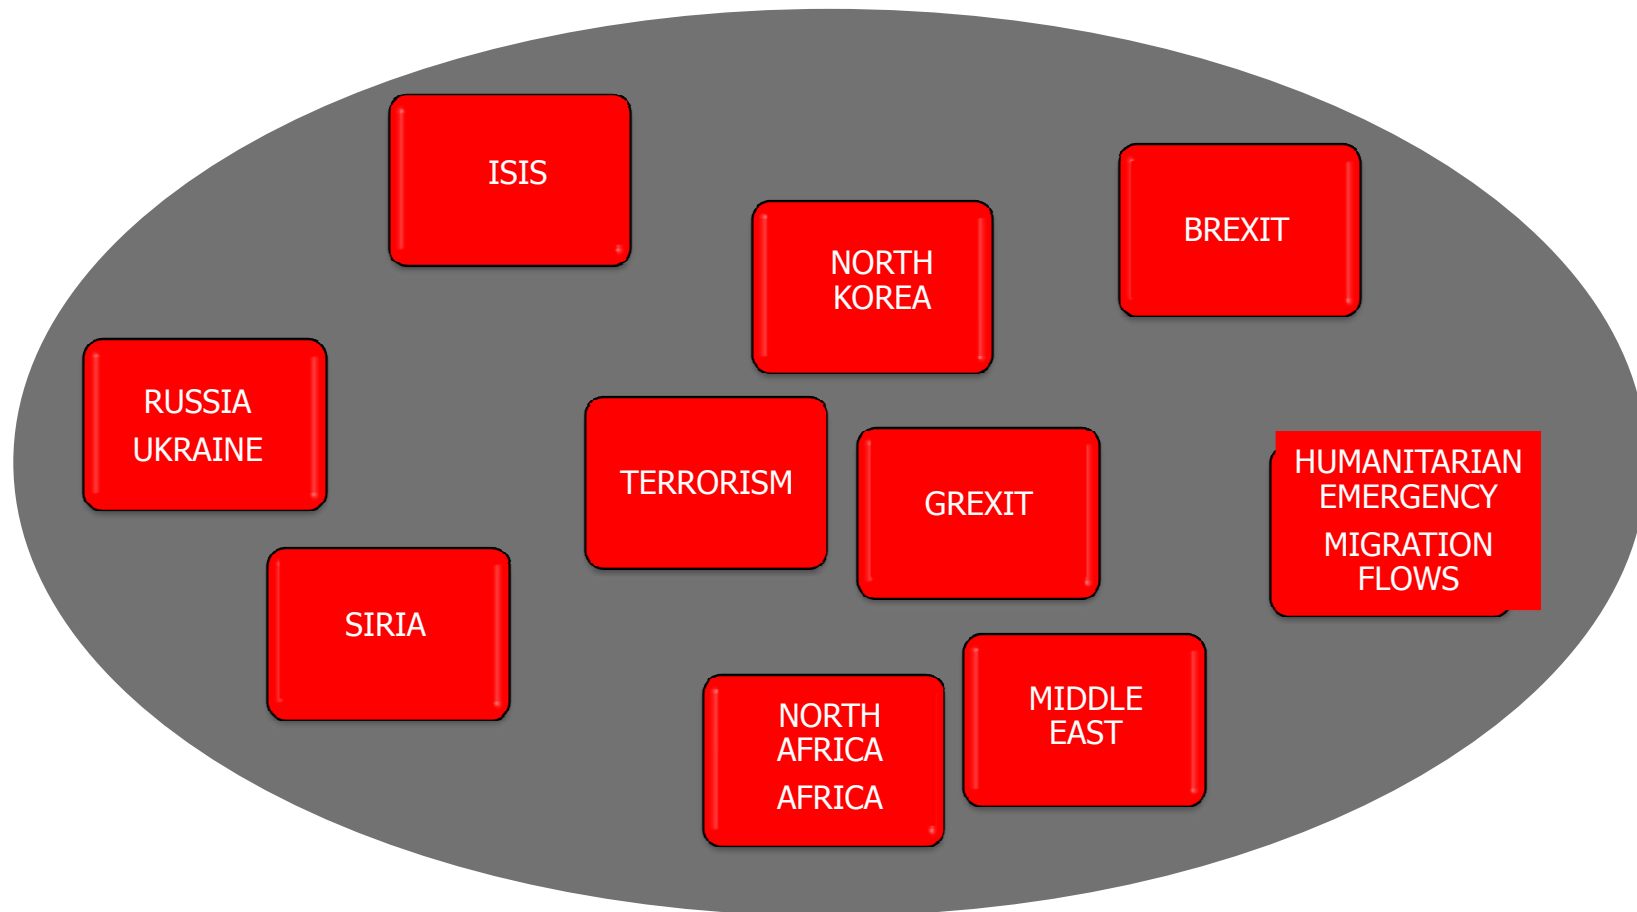 ISIS
NORTH
KOREA
BREXIT
RUSSIA
UKRAINE
TERRORISM
GREXIT
HUMANITARIAN
EMERGENCY
MIGRATION
FLOWS
SIRIA
NORTH
AFRICA
AFRICA
MIDDLE
EAST